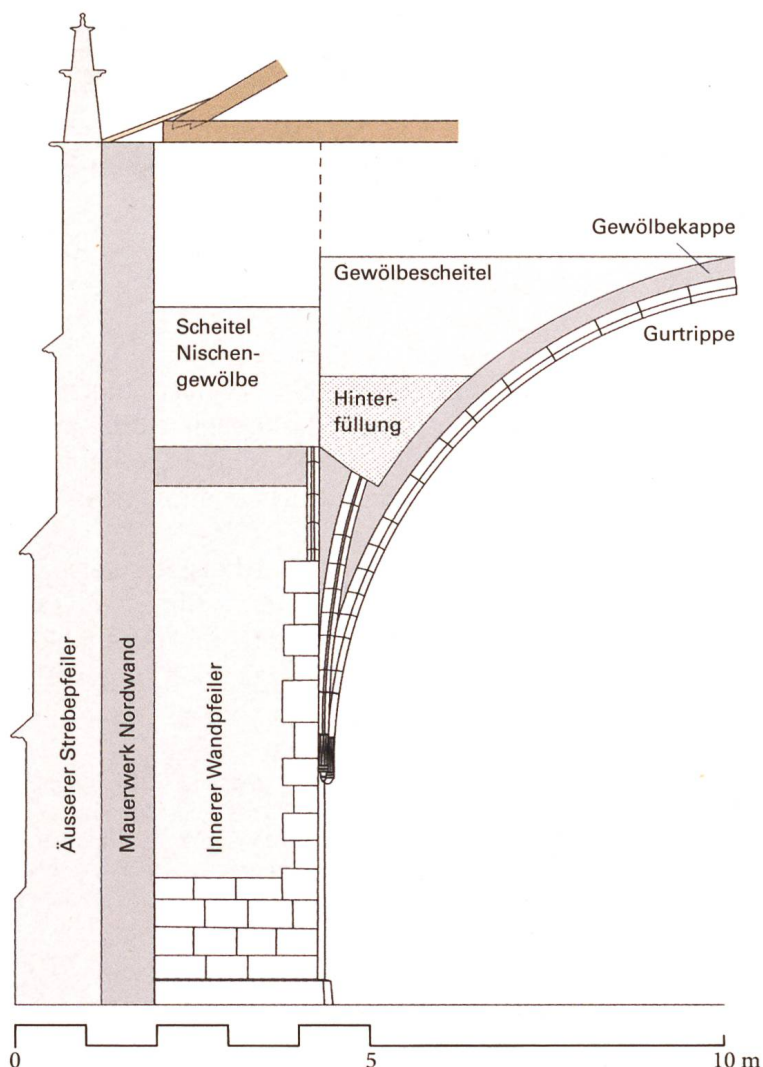 Gewölbekappe
Gewölbescheitel
Scheitel
Nischen-
gewölbe
Gurtrippe
Hinter-
füllung
Äusserer Strebepfeiler
Mauerwerk Nordwand
Innerer Wandpfeiler
0
5
10 m